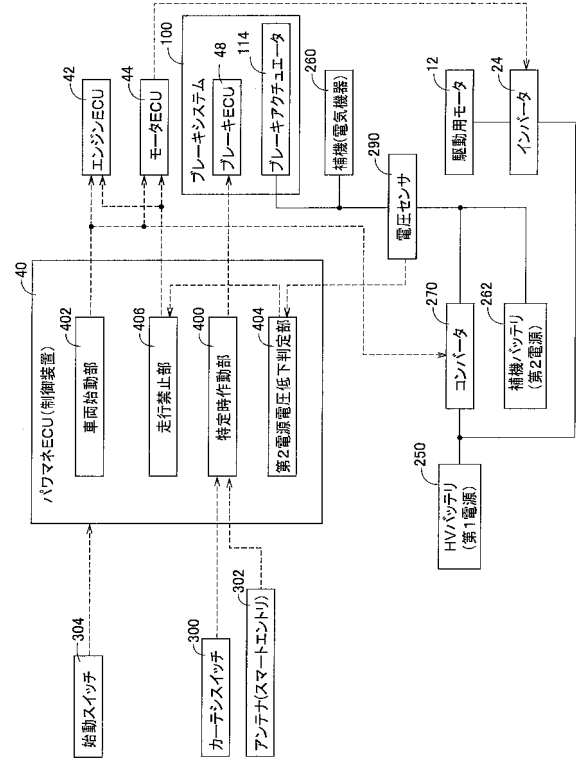 始動スイッチ
304
カーテシスイッチ
300
アンテナ(スマートエントリ)
302
40
パワマネECU(制御装置)
402
車両始動部
406
走行禁止部
400
特定時作動部
404
第2電源電圧低下判定部
42
エンジンECU
44
モータECU
100
ブレーキシステム
48
ブレーキECU
114
ブレーキアクチュエータ
260
補機(電気機器)
290
電圧センサ
12
駆動用モータ
24
インバータ
270
コンバータ
262
補機バッテリ
(第2電源)
250
HVバッテリ
(第1電源)